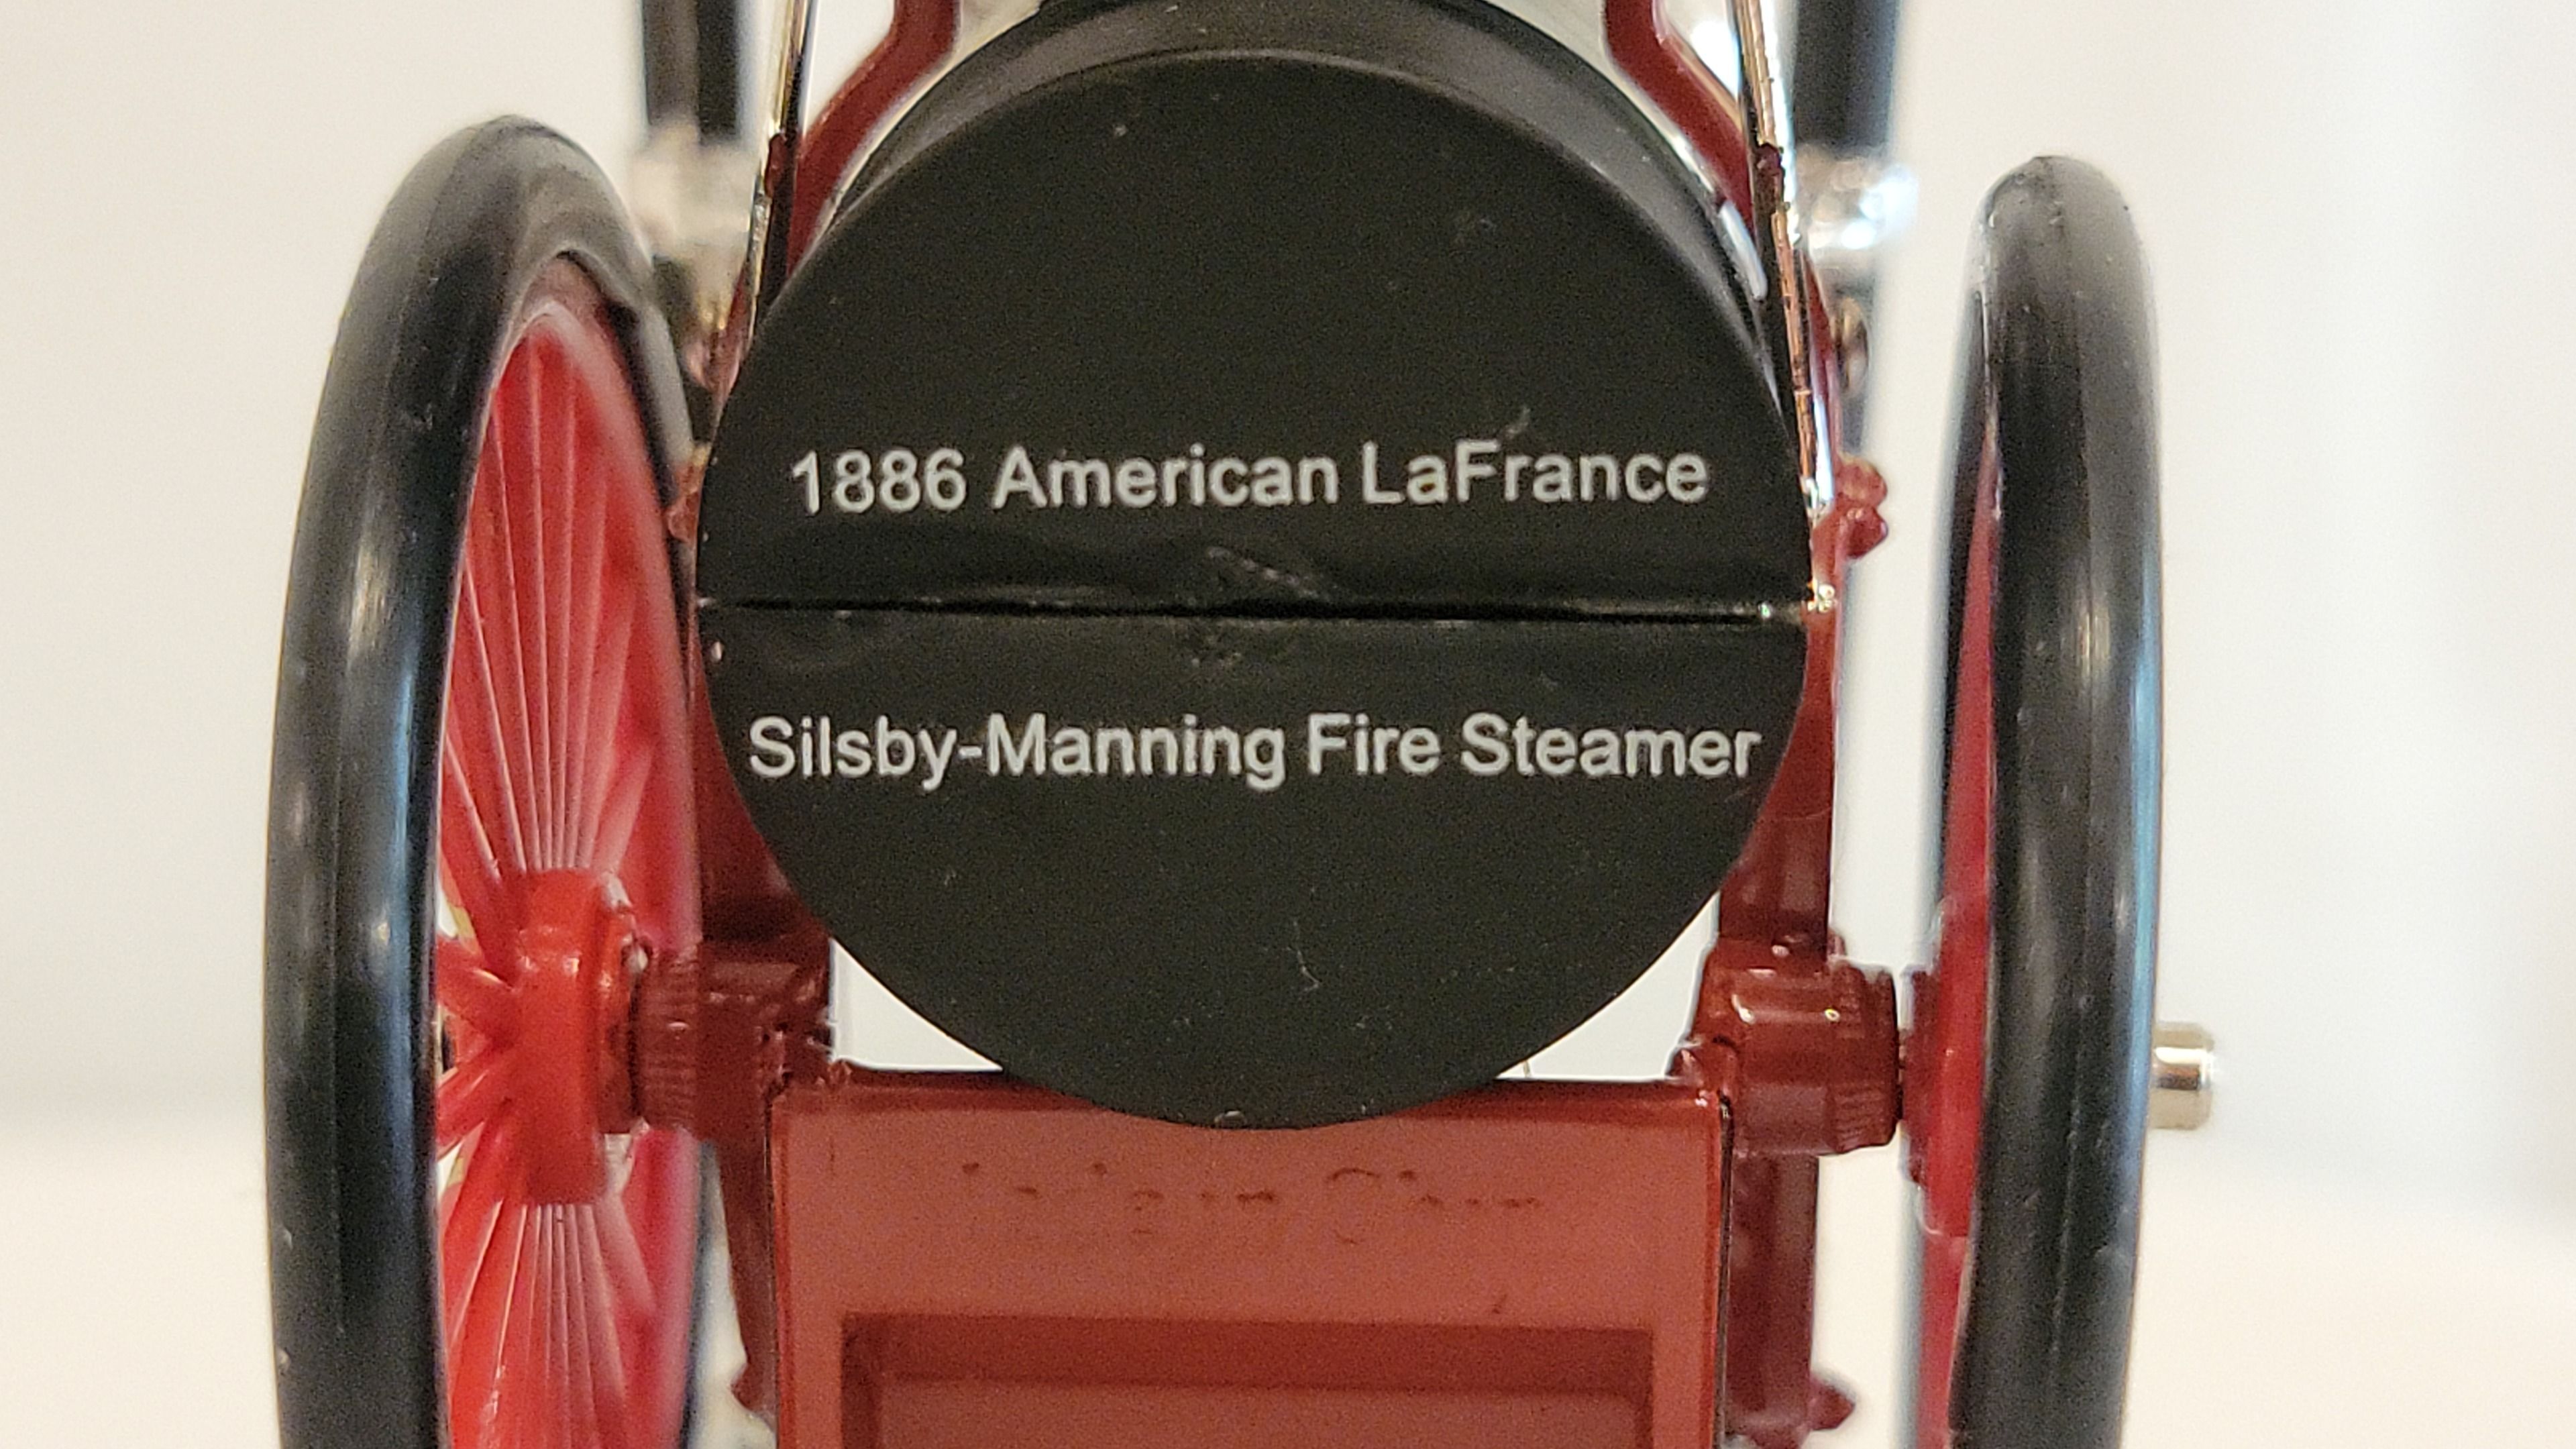 1886 American LaFrance
Silsby-Manning Fire Steamer